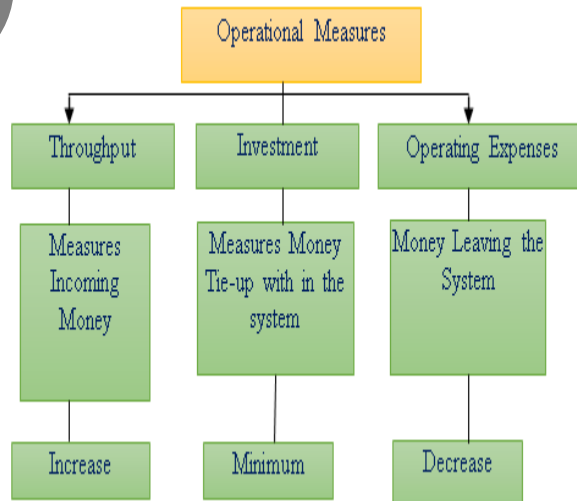 Operational Measures
Throughput
Investment
Operating Expenses
Measures
Incoming
Money
Measures Money
Tie-up with in the
system
Money Leaving the
System
Increase
Minimum
Decrease